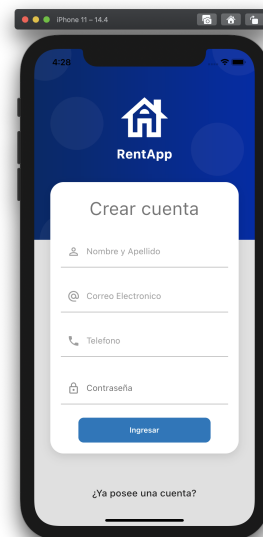 iPhone 11 – 14.4
4:28
RentApp
Crear cuenta
Nombre y Apellido
Correo Electronico
Telefono
Contraseña
Ingresar
¿Ya posee una cuenta?